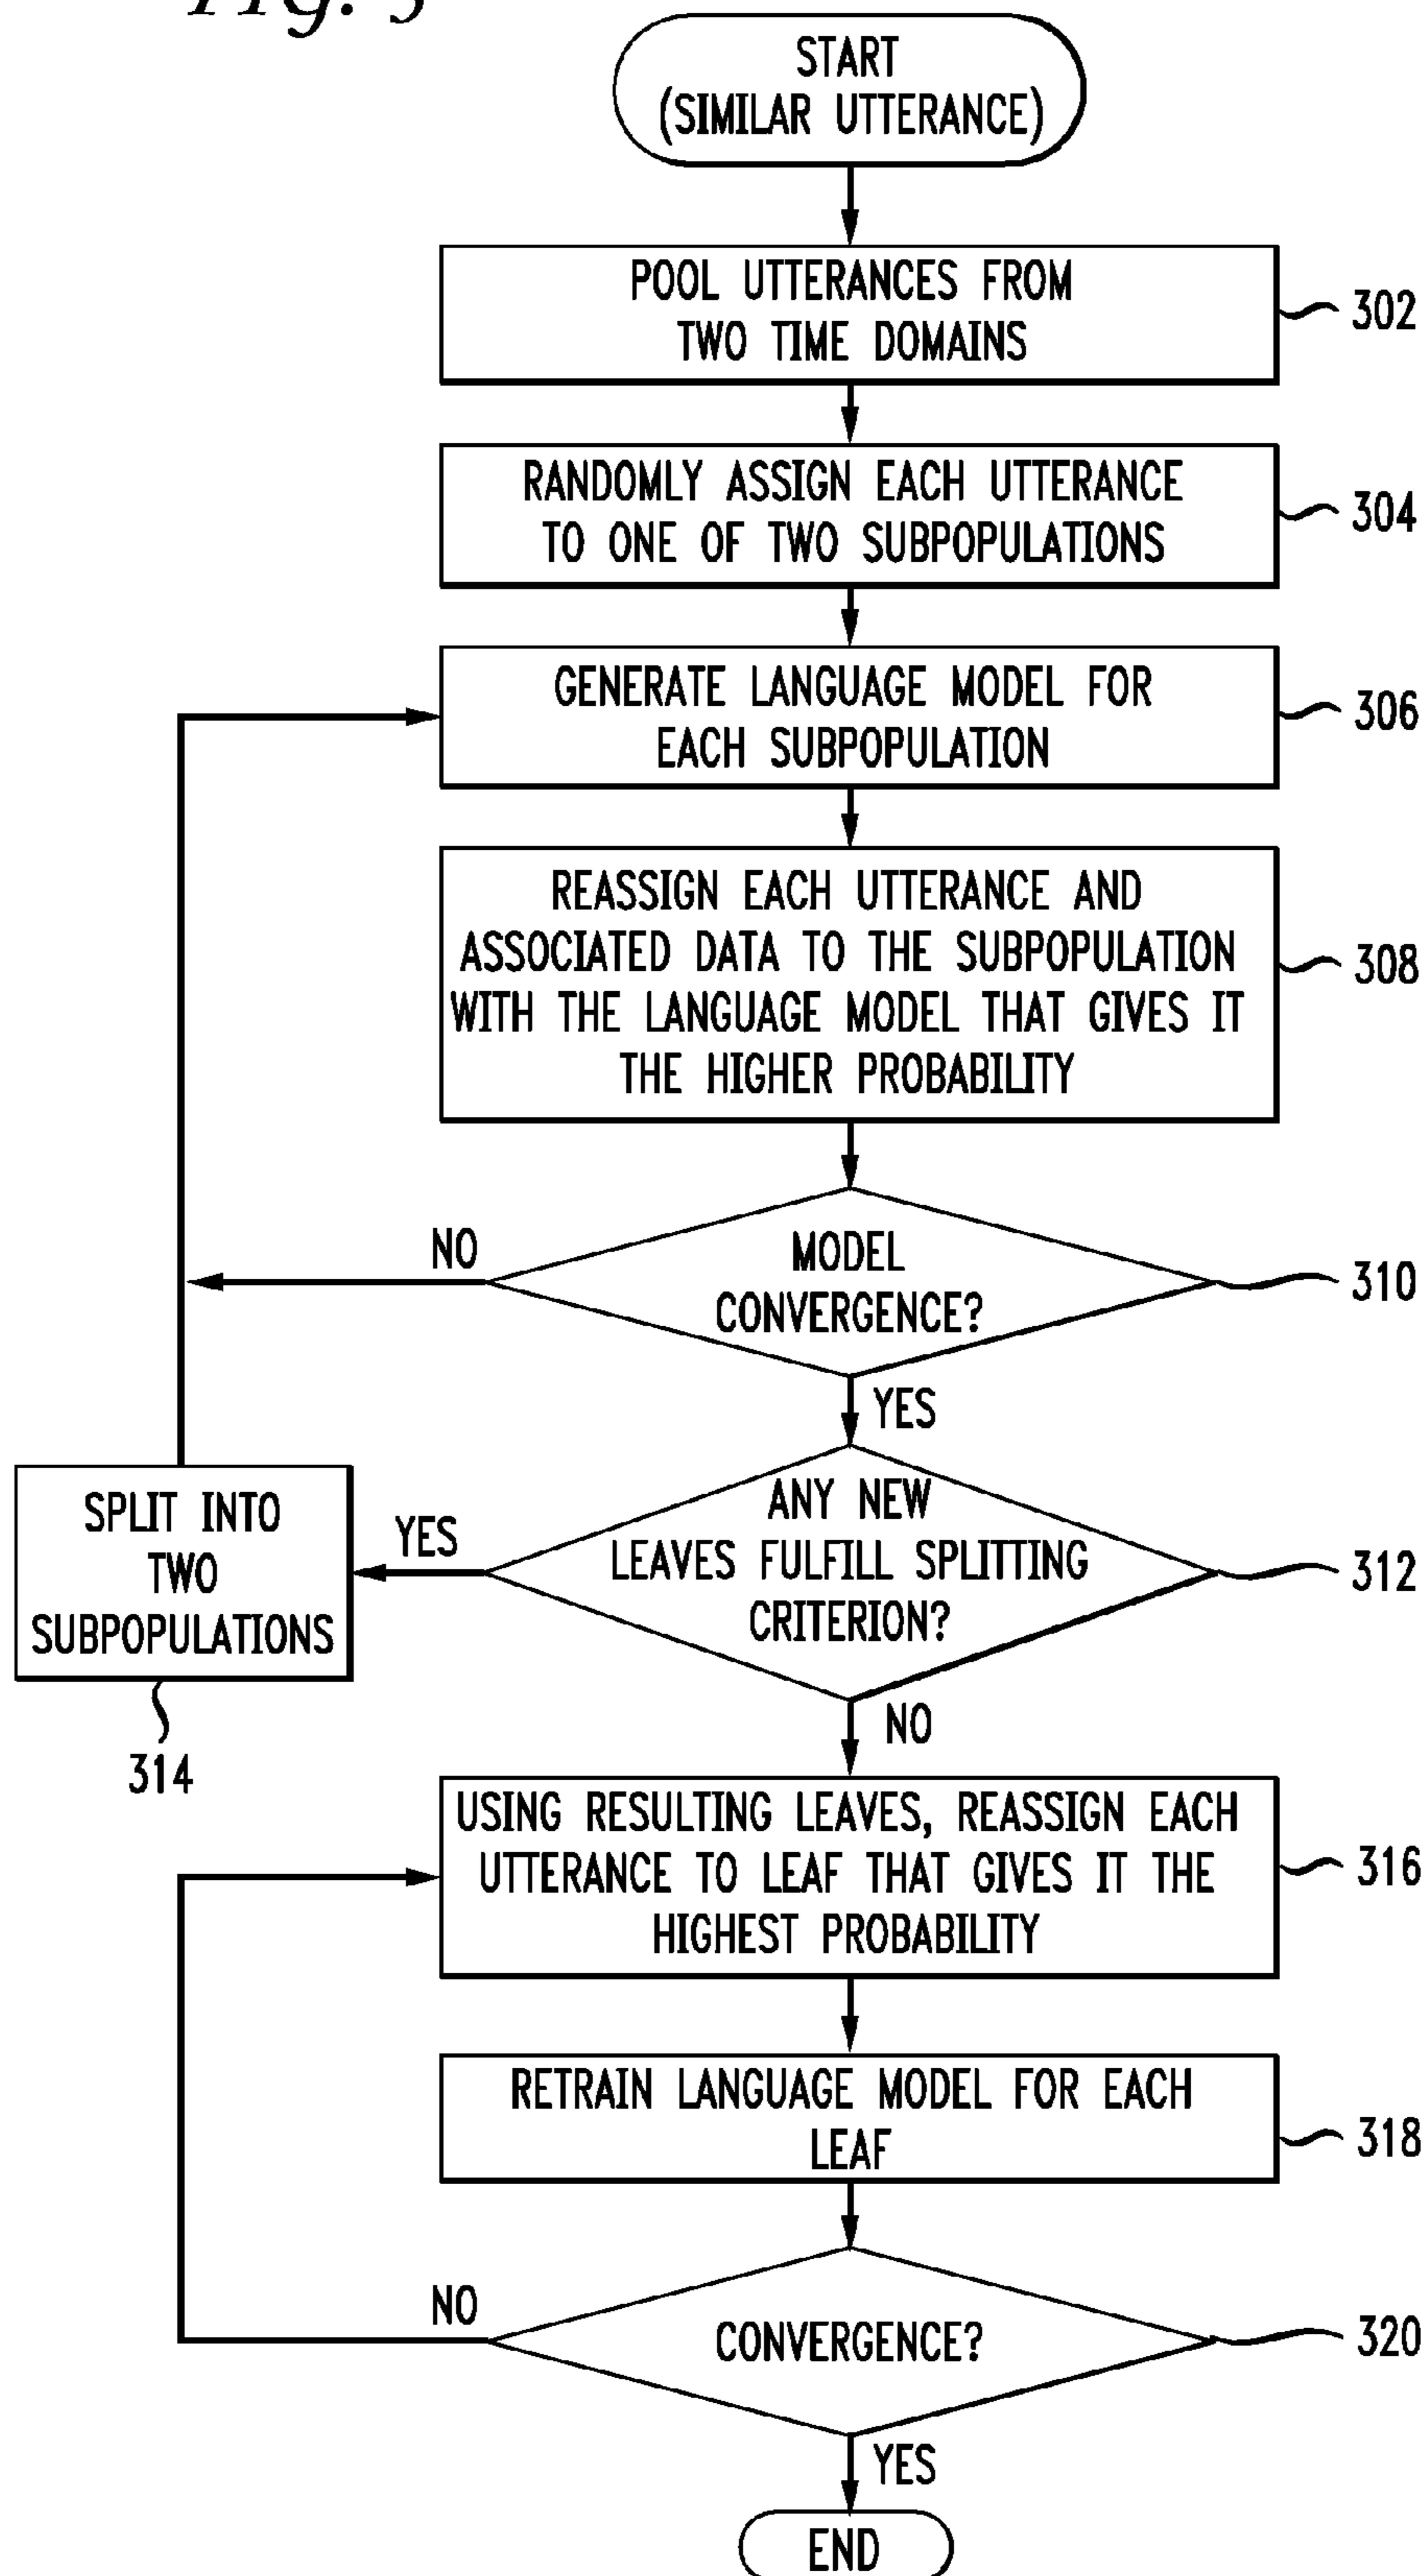 Fig. 3
START
(SIMILAR UTTERANCE)
POOL UTTERANCES FROM
TWO TIME DOMAINS
302
RANDOMLY ASSIGN EACH UTTERANCE
TO ONE OF TWO SUBPOPULATIONS
304
GENERATE LANGUAGE MODEL FOR
EACH SUBPOPULATION
306
REASSIGN EACH UTTERANCE AND
ASSOCIATED DATA TO THE SUBPOPULATION
WITH THE LANGUAGE MODEL THAT GIVES IT
THE HIGHER PROBABILITY
308
NO
MODEL
CONVERGENCE?
310
YES
SPLIT INTO
TWO
SUBPOPULATIONS
314
YES
ANY NEW
LEAVES FULFILL SPLITTING
CRITERION?
312
NO
USING RESULTING LEAVES, REASSIGN EACH
UTTERANCE TO LEAF THAT GIVES IT THE
HIGHEST PROBABILITY
316
RETRAIN LANGUAGE MODEL FOR EACH
LEAF
318
NO
CONVERGENCE?
320
YES
END